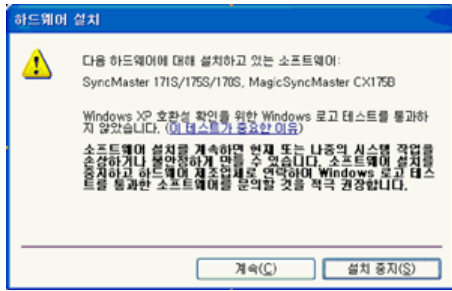 하드웨어 설치
다음 하드웨어에 대해 설치하고 있는 소프트웨어:
SyncMaster 171S/175S/170S, MagicSyncMaster CX175B
Windows XP 호환성 확인을 위한 Windows 로고 테스트를 통과하
지 않았습니다. (이 테스트가 중요한 이유)
소프트웨어 설치를 계속하면 현재 또는 나중의 시스템 작업을
손상하거나 불안정하게 만들 수 있습니다. 소프트웨어 설치를
중지하고 하드웨어 제조업체로 연락하여 Windows 로고 테스
트를 통과한 소프트웨어를 문의할 것을 적극 권장합니다.
계속(C)
설치 중지(S)